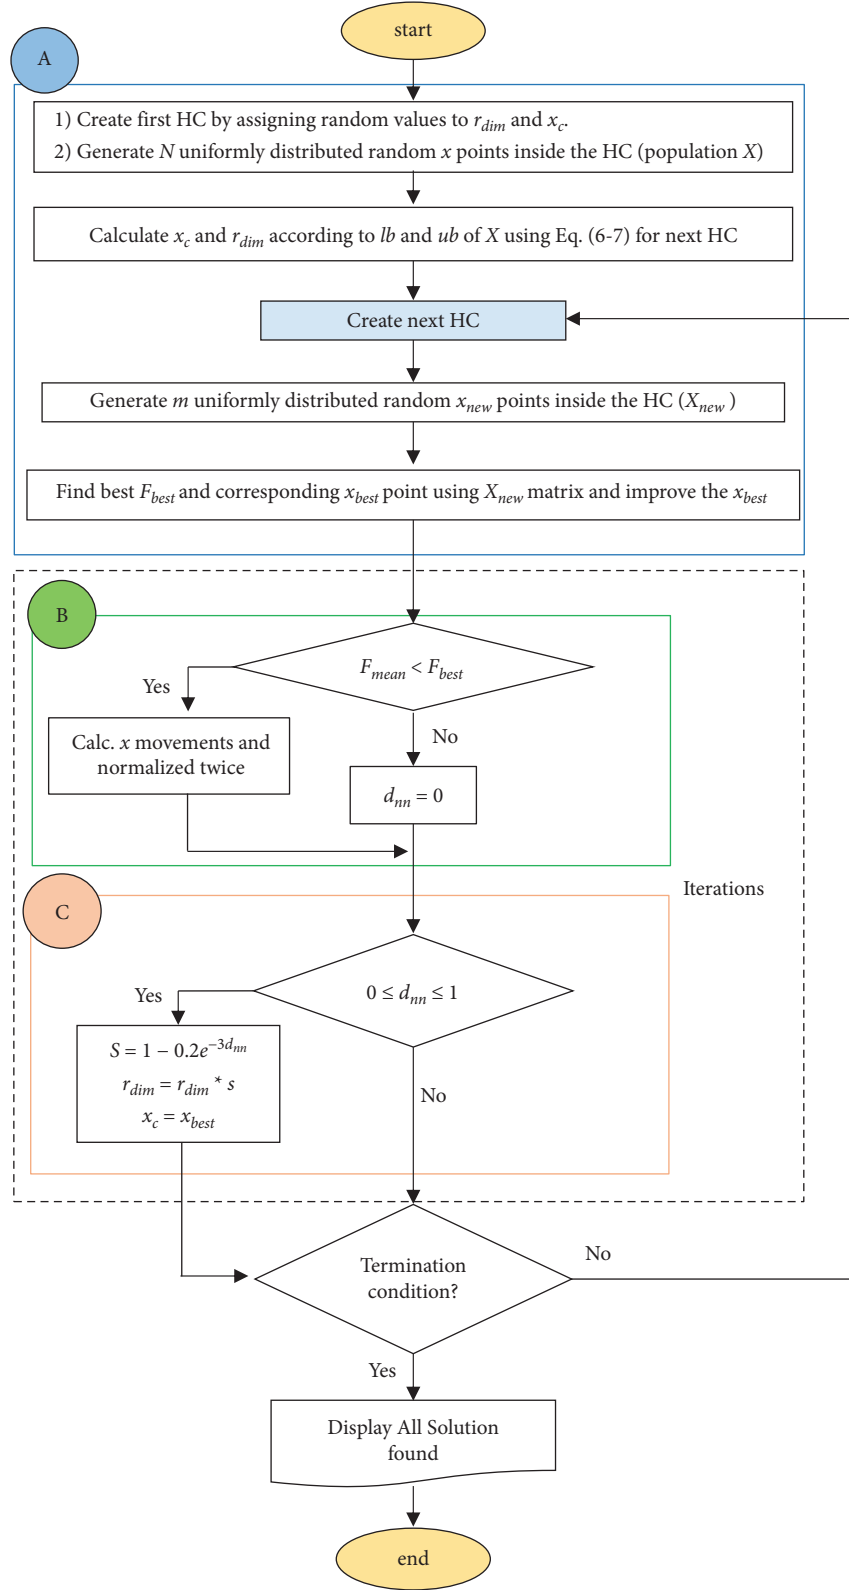 start
A
1) Create first HC by assigning random values to r_dim and x_c.
2) Generate N uniformly distributed random x points inside the HC (population X)
Calculate x_c and r_dim according to lb and ub of X using Eq. (6-7) for next HC
Create next HC
Generate m uniformly distributed random x_new points inside the HC (X_new )
Find best F_best and corresponding x_best point using X_new matrix and improve the x_best
B
F_mean < F_best
Yes
No
Calc. x movements and
normalized twice
d_nn = 0
Iterations
C
0 ≤ d_nn ≤ 1
Yes
No
S = 1 − 0.2e^{−3d_nn}
r_dim = r_dim * s
x_c = x_best
Termination
condition?
No
Yes
Display All Solution
found
end